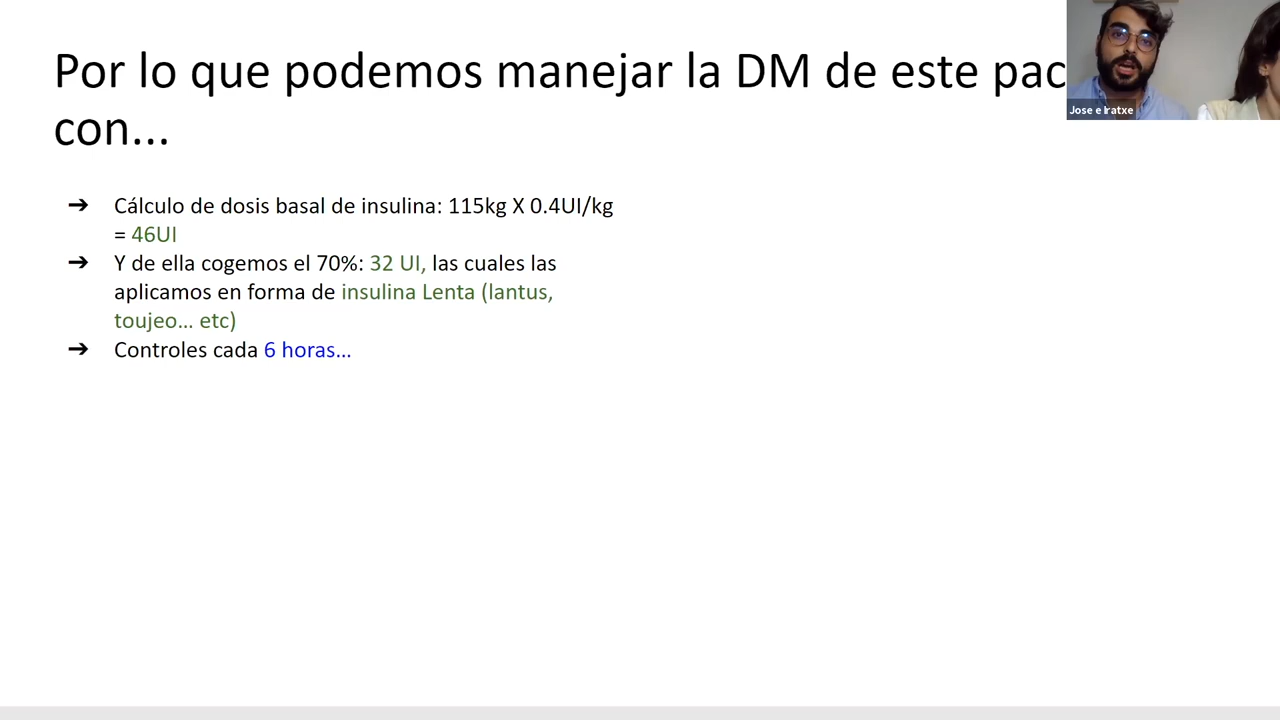 Por lo que podemos manejar la DM de este pac
con...
Jose e Iratxe
➔ Cálculo de dosis basal de insulina: 115kg X 0.4UI/kg
= 46UI
➔ Y de ella cogemos el 70%: 32 UI, las cuales las
aplicamos en forma de insulina Lenta (lantus,
toujeo... etc)
➔ Controles cada 6 horas...